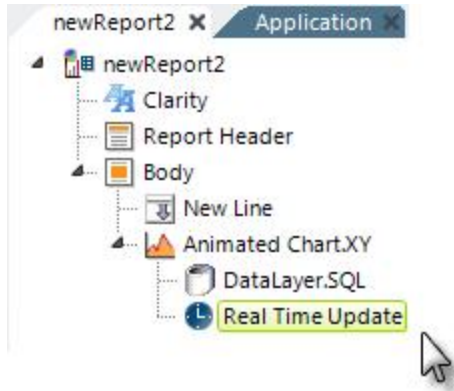 newReport2 Application
newReport2
Clarity
Report Header
Body
New Line
Animated Chart.XY
DataLayer.SQL
Real Time Update